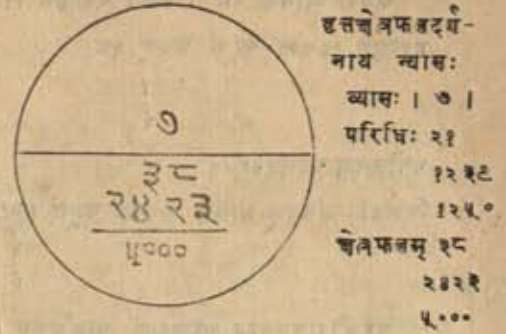 ७
३८
२४२३
५०००
वृत्तक्षेत्रफलदर्श-
नाय न्यासः
व्यासः । ७ ।
परिधिः २१
१२३९
१२५०
क्षेत्रफलम् ३८
२४२३
५०००